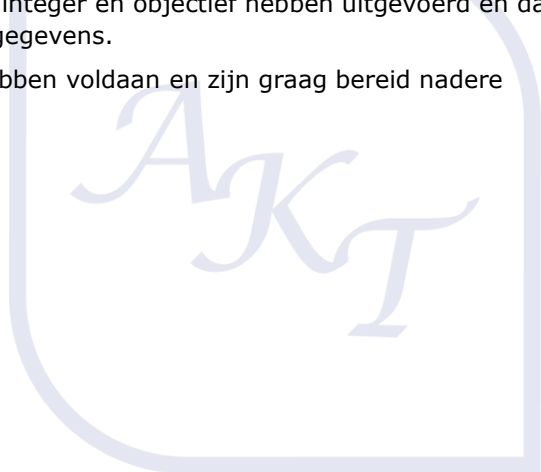 integer en objectief hebben uitgevoerd en da
gegevens.
bben voldaan en zijn graag bereid nadere
AKT